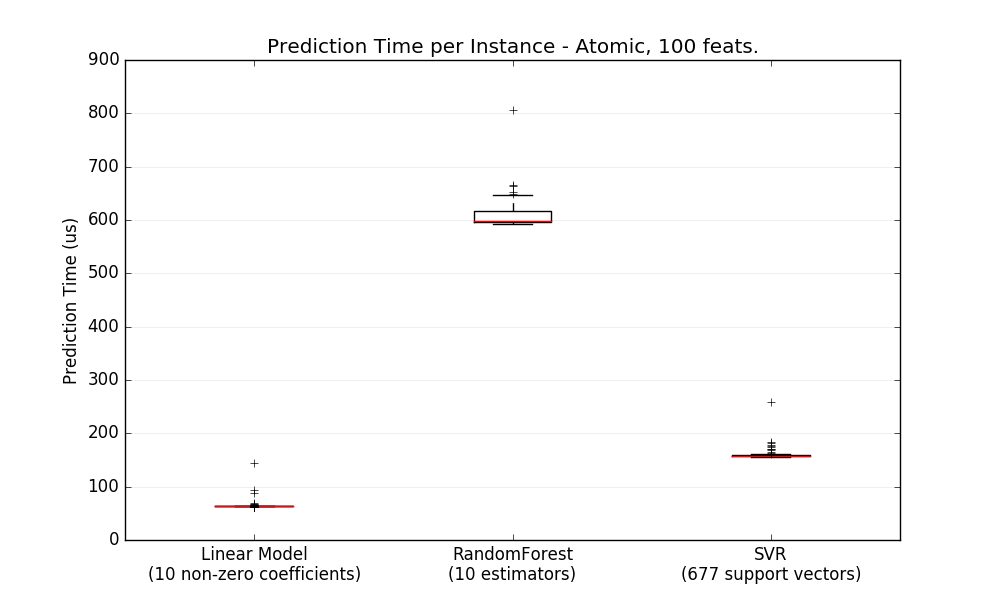 Prediction Time per Instance - Atomic, 100 feats.
900
800
700
600
500
400
300
200
100
0
Prediction Time (us)
Linear Model
(10 non-zero coefficients)
RandomForest
(10 estimators)
SVR
(677 support vectors)